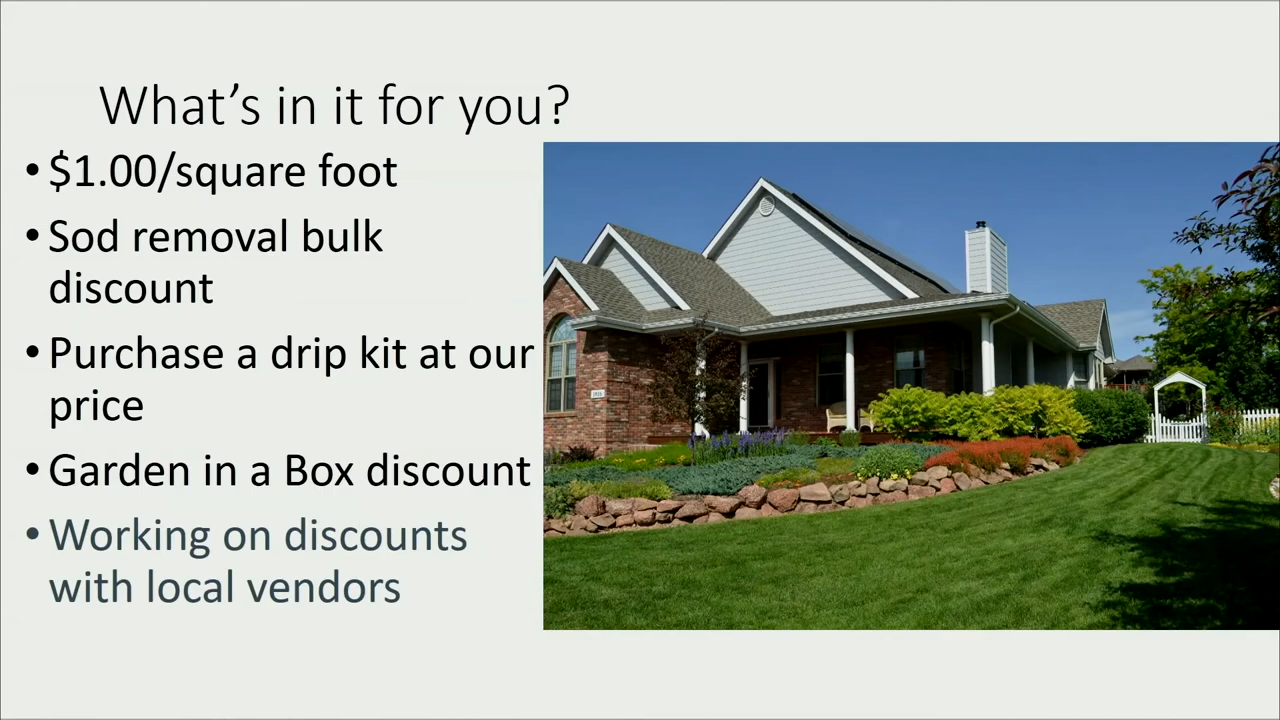 What's in it for you?
• $1.00/square foot
• Sod removal bulk
discount
• Purchase a drip kit at our
price
• Garden in a Box discount
• Working on discounts
with local vendors